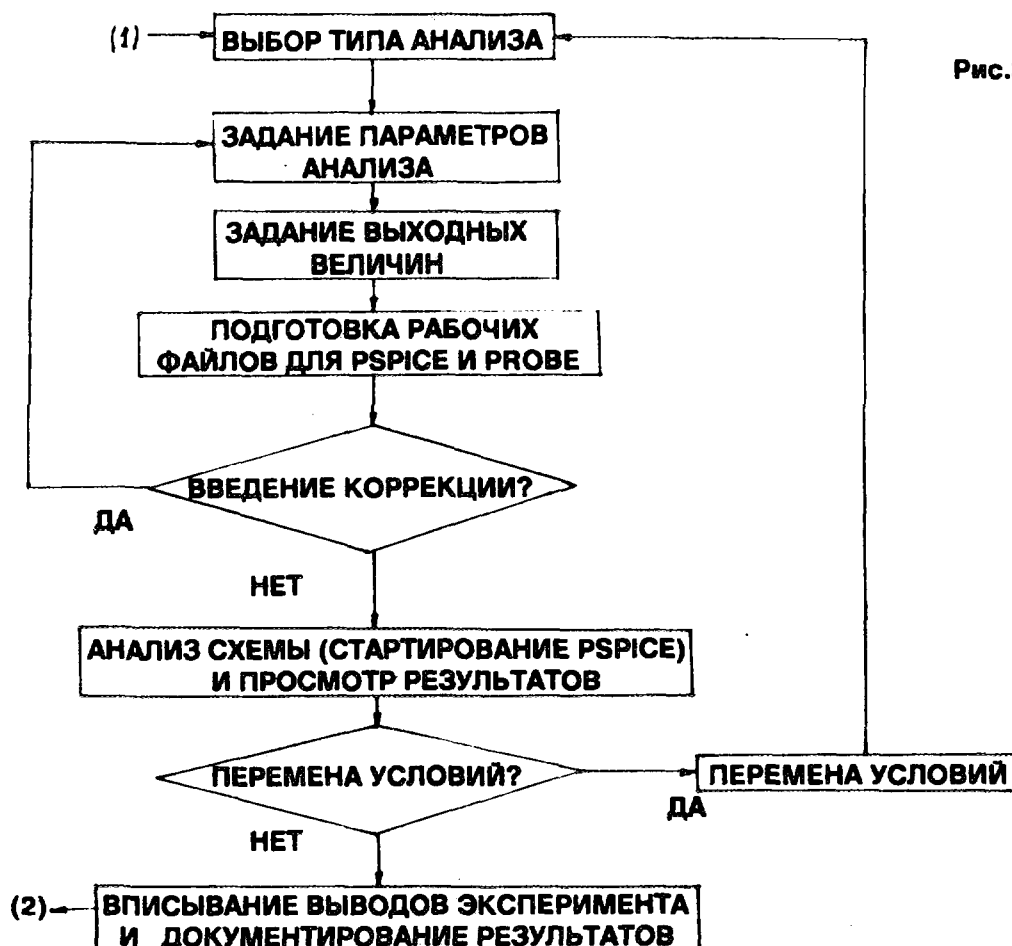 (1)
ВЫБОР ТИПА АНАЛИЗА
Рис.
ЗАДАНИЕ ПАРАМЕТРОВ
АНАЛИЗА
ЗАДАНИЕ ВЫХОДНЫХ
ВЕЛИЧИН
ПОДГОТОВКА РАБОЧИХ
ФАЙЛОВ ДЛЯ PSPICE И PROBE
ВВЕДЕНИЕ КОРРЕКЦИИ?
ДА
НЕТ
АНАЛИЗ СХЕМЫ (СТАРТИРОВАНИЕ PSPICE)
И ПРОСМОТР РЕЗУЛЬТАТОВ
ПЕРЕМЕНА УСЛОВИЙ?
ПЕРЕМЕНА УСЛОВИЙ
ДА
НЕТ
(2)
ВПИСЫВАНИЕ ВЫВОДОВ ЭКСПЕРИМЕНТА
И ДОКУМЕНТИРОВАНИЕ РЕЗУЛЬТАТОВ